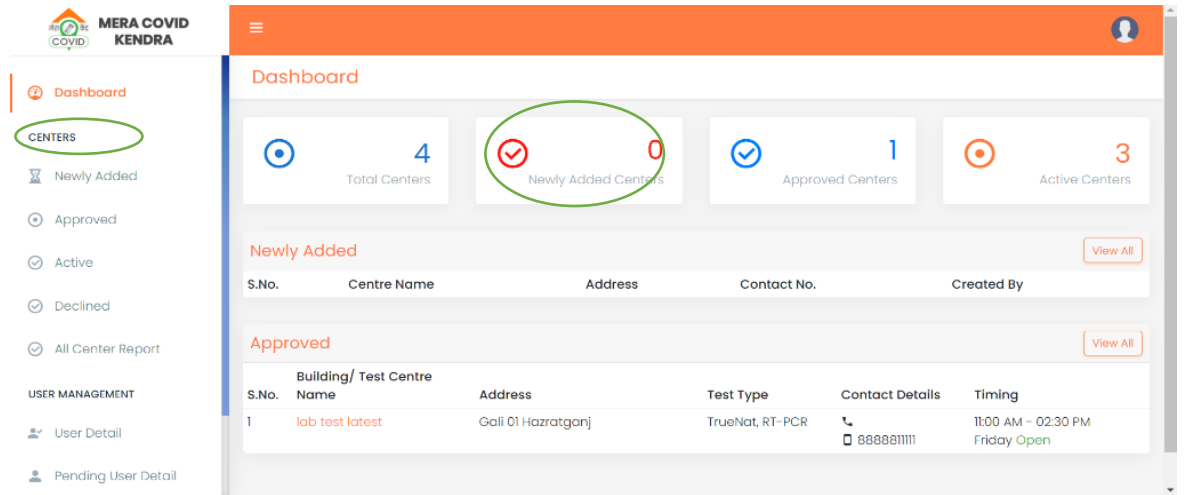 MERA COVID
KENDRA
COVID
Dashboard
CENTERS
Newly Added
Approved
Active
Declined
All Center Report
USER MANAGEMENT
User Detail
Pending User Detail
Dashboard
4
Total Centers
0
Newly Added Centers
1
Approved Centers
3
Active Centers
Newly Added
View All
S.No. Centre Name Address Contact No. Created By
Approved
View All
Building/ Test Centre
S.No. Name Address Test Type Contact Details Timing
1 lab test latest Gali 01 Hazratganj TrueNat, RT-PCR 11:00 AM - 02:30 PM
8888811111 Friday Open